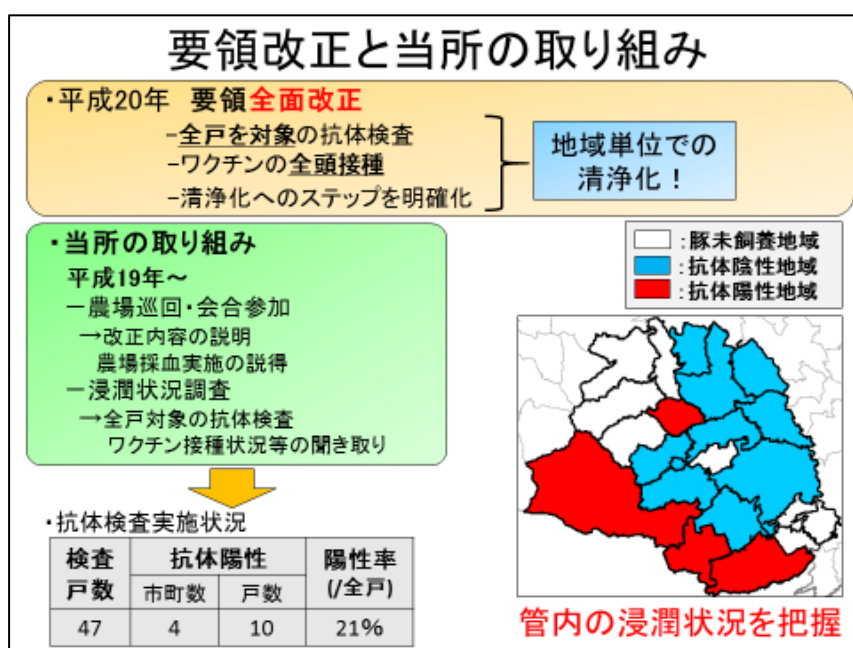 要領改正と当所の取り組み
・平成20年 要領全面改正
－全戸を対象の抗体検査
－ワクチンの全頭接種
－清浄化へのステップを明確化
地域単位での
清浄化！
・当所の取り組み
平成19年～
－農場巡回・会合参加
→改正内容の説明
農場採血実施の説得
－浸潤状況調査
→全戸対象の抗体検査
ワクチン接種状況等の聞き取り
：豚未飼養地域
：抗体陰性地域
：抗体陽性地域
・抗体検査実施状況
検査戸数 抗体陽性 陽性率(/全戸)
市町数 戸数
47 4 10 21%
管内の浸潤状況を把握